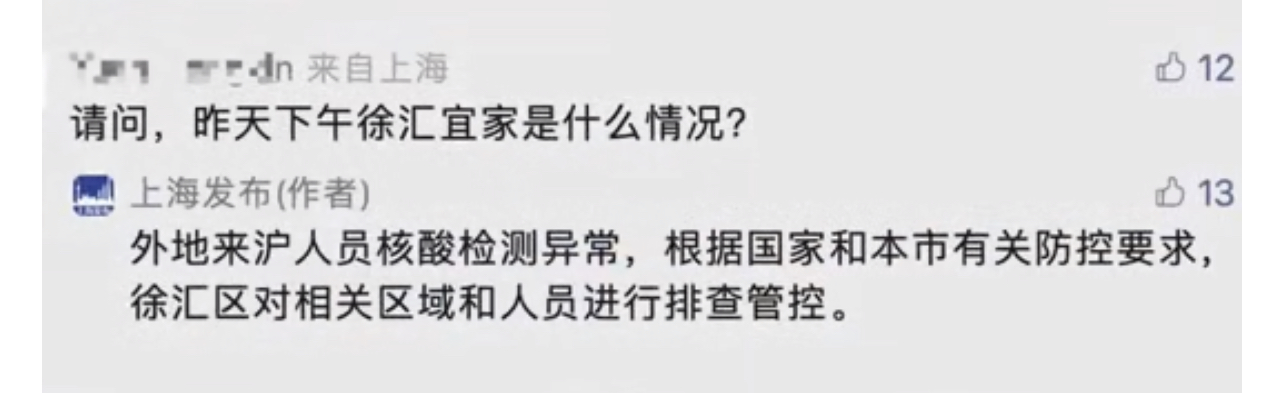 来自上海
12
请问，昨天下午徐汇宜家是什么情况？
上海发布(作者)
13
外地来沪人员核酸检测异常，根据国家和本市有关防控要求，
徐汇区对相关区域和人员进行排查管控。